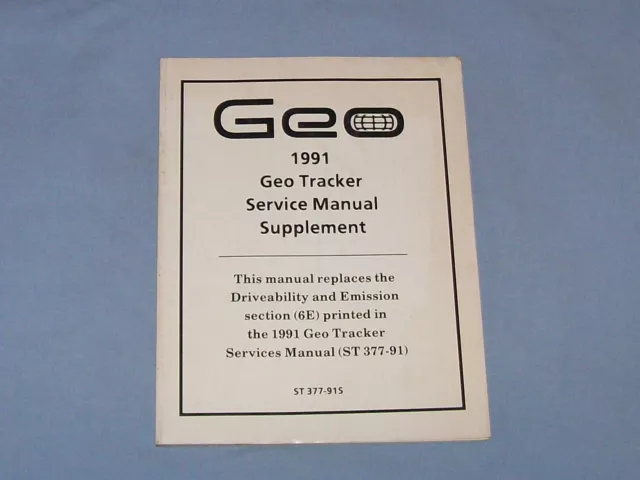 Geo
1991
Geo Tracker
Service Manual
Supplement
This manual replaces the
Driveability and Emission
section (6E) printed in
the 1991 Geo Tracker
Services Manual (ST 377-91)
ST 377-91S